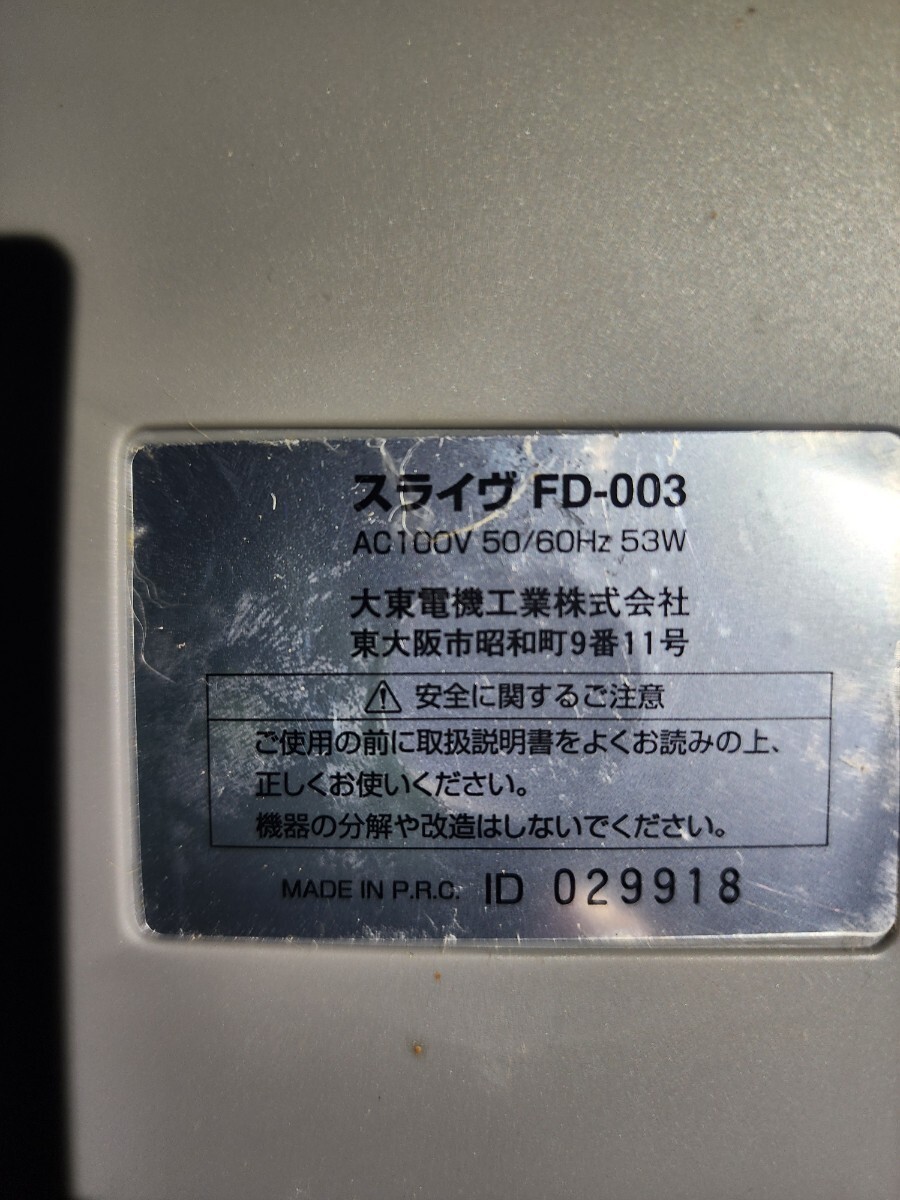 スライヴ FD-003
AC100V 50/60Hz 53W
大東電機工業株式会社
東大阪市昭和町9番11号
⚠ 安全に関するご注意
ご使用の前に取扱説明書をよくお読みの上、
正しくお使いください。
機器の分解や改造はしないでください。
MADE IN P.R.C. ID 029918